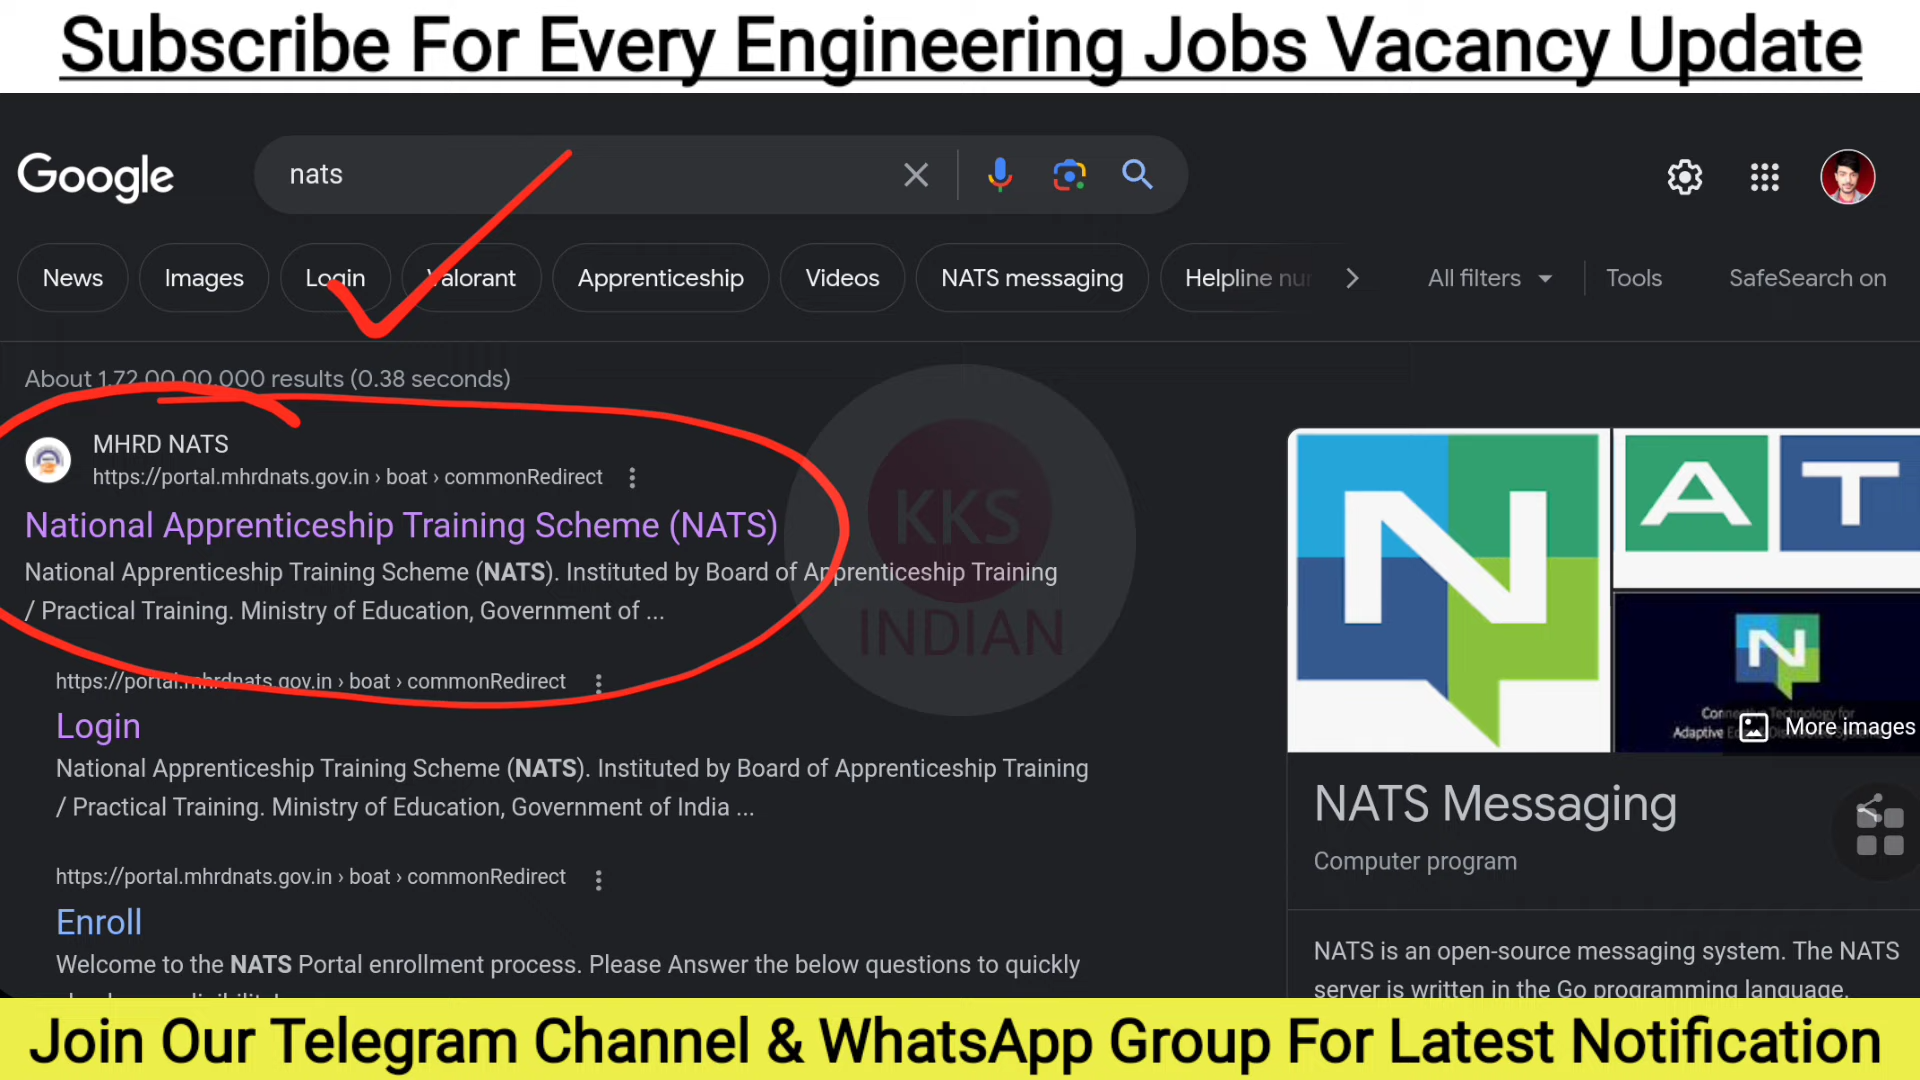 Subscribe For Every Engineering Jobs Vacancy Update
Google
nats
News
Images
Login
Valorant
Apprenticeship
Videos
NATS messaging
Helpline nur
All filters
Tools
SafeSearch on
About 1,72,00,00,000 results (0.38 seconds)
MHRD NATS
https://portal.mhrdnats.gov.in › boat › commonRedirect
National Apprenticeship Training Scheme (NATS)
National Apprenticeship Training Scheme (NATS). Instituted by Board of Apprenticeship Training
/ Practical Training. Ministry of Education, Government of ...
https://portal.mhrdnats.gov.in › boat › commonRedirect
Login
National Apprenticeship Training Scheme (NATS). Instituted by Board of Apprenticeship Training
/ Practical Training. Ministry of Education, Government of India ...
https://portal.mhrdnats.gov.in › boat › commonRedirect
Enroll
Welcome to the NATS Portal enrollment process. Please Answer the below questions to quickly
KKS
INDIAN
N
A T
N
Technology for
Adaptive
More images
NATS Messaging
Computer program
NATS is an open-source messaging system. The NATS
server is written in the Go programming language.
Join Our Telegram Channel & WhatsApp Group For Latest Notification